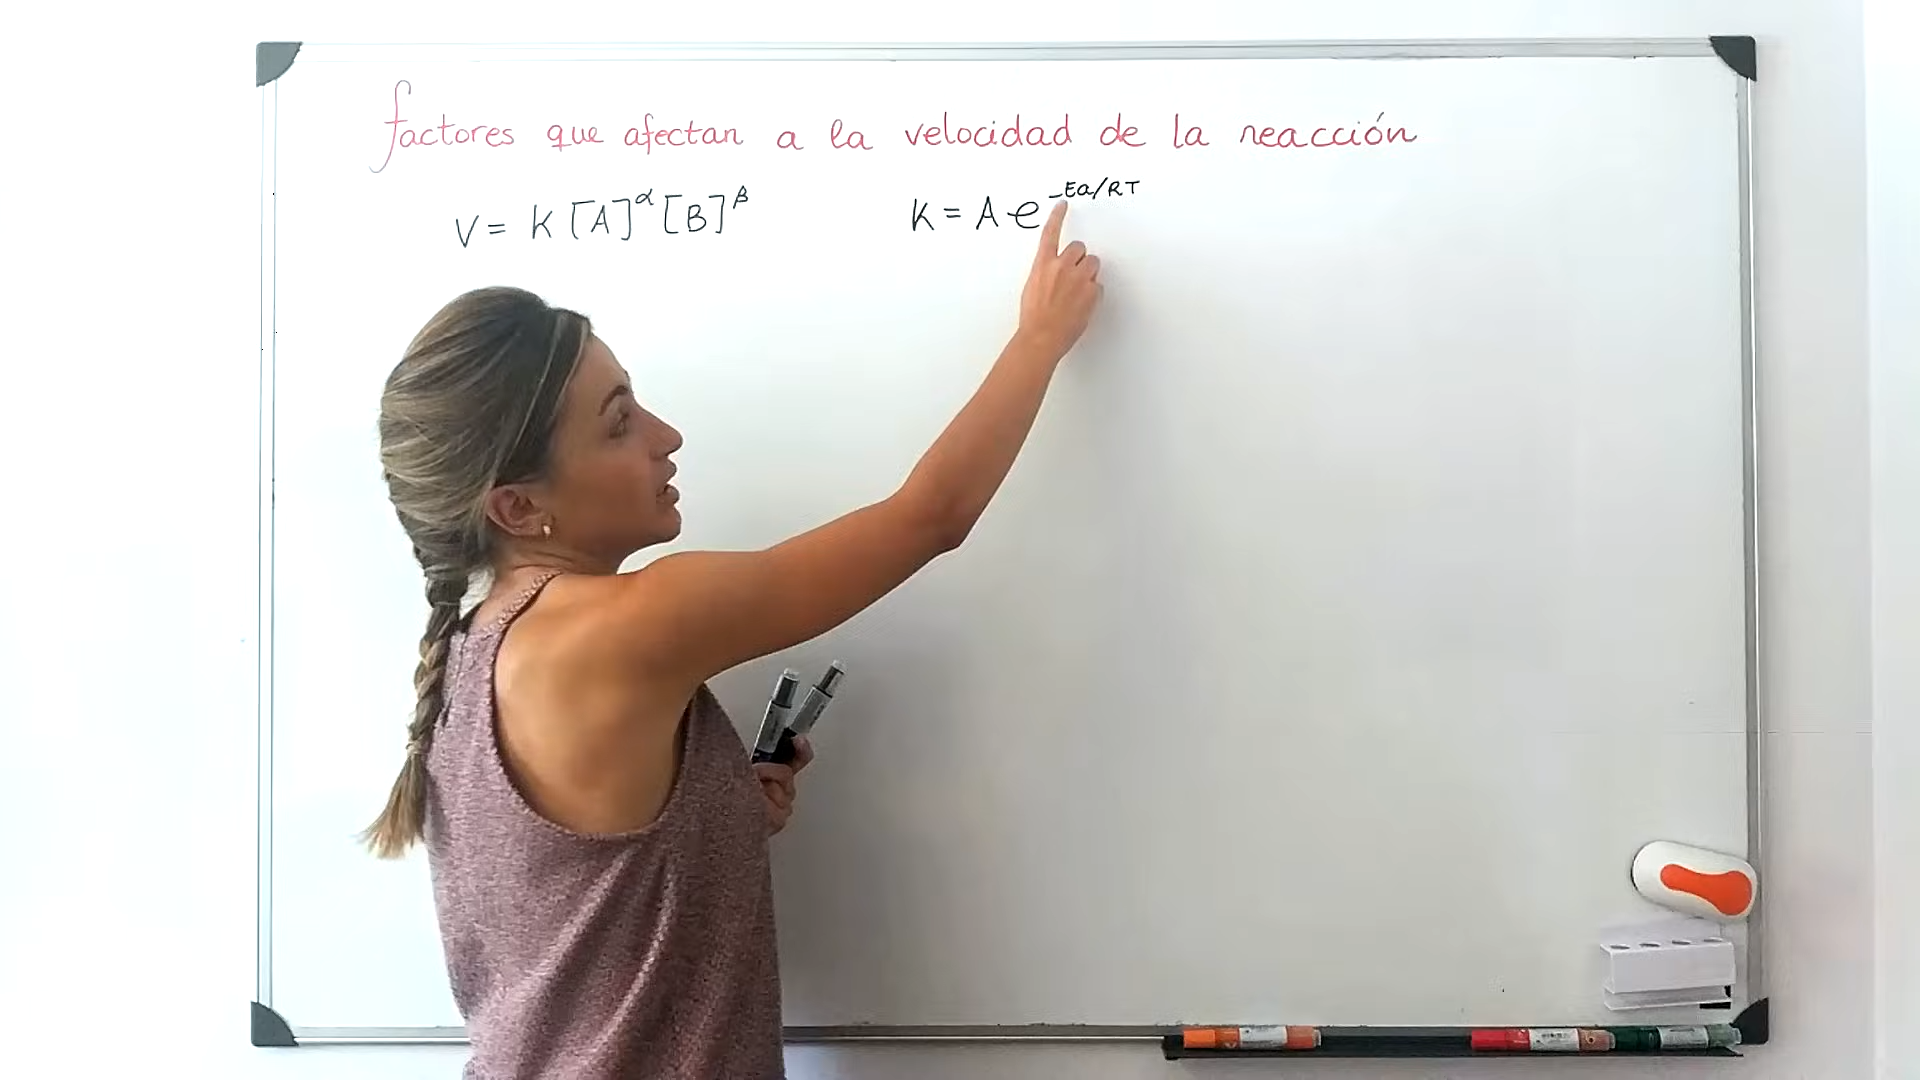 factores que afectan a la velocidad de la reacción
V = K [A]^α [B]^β
K = A e^-Ea/RT